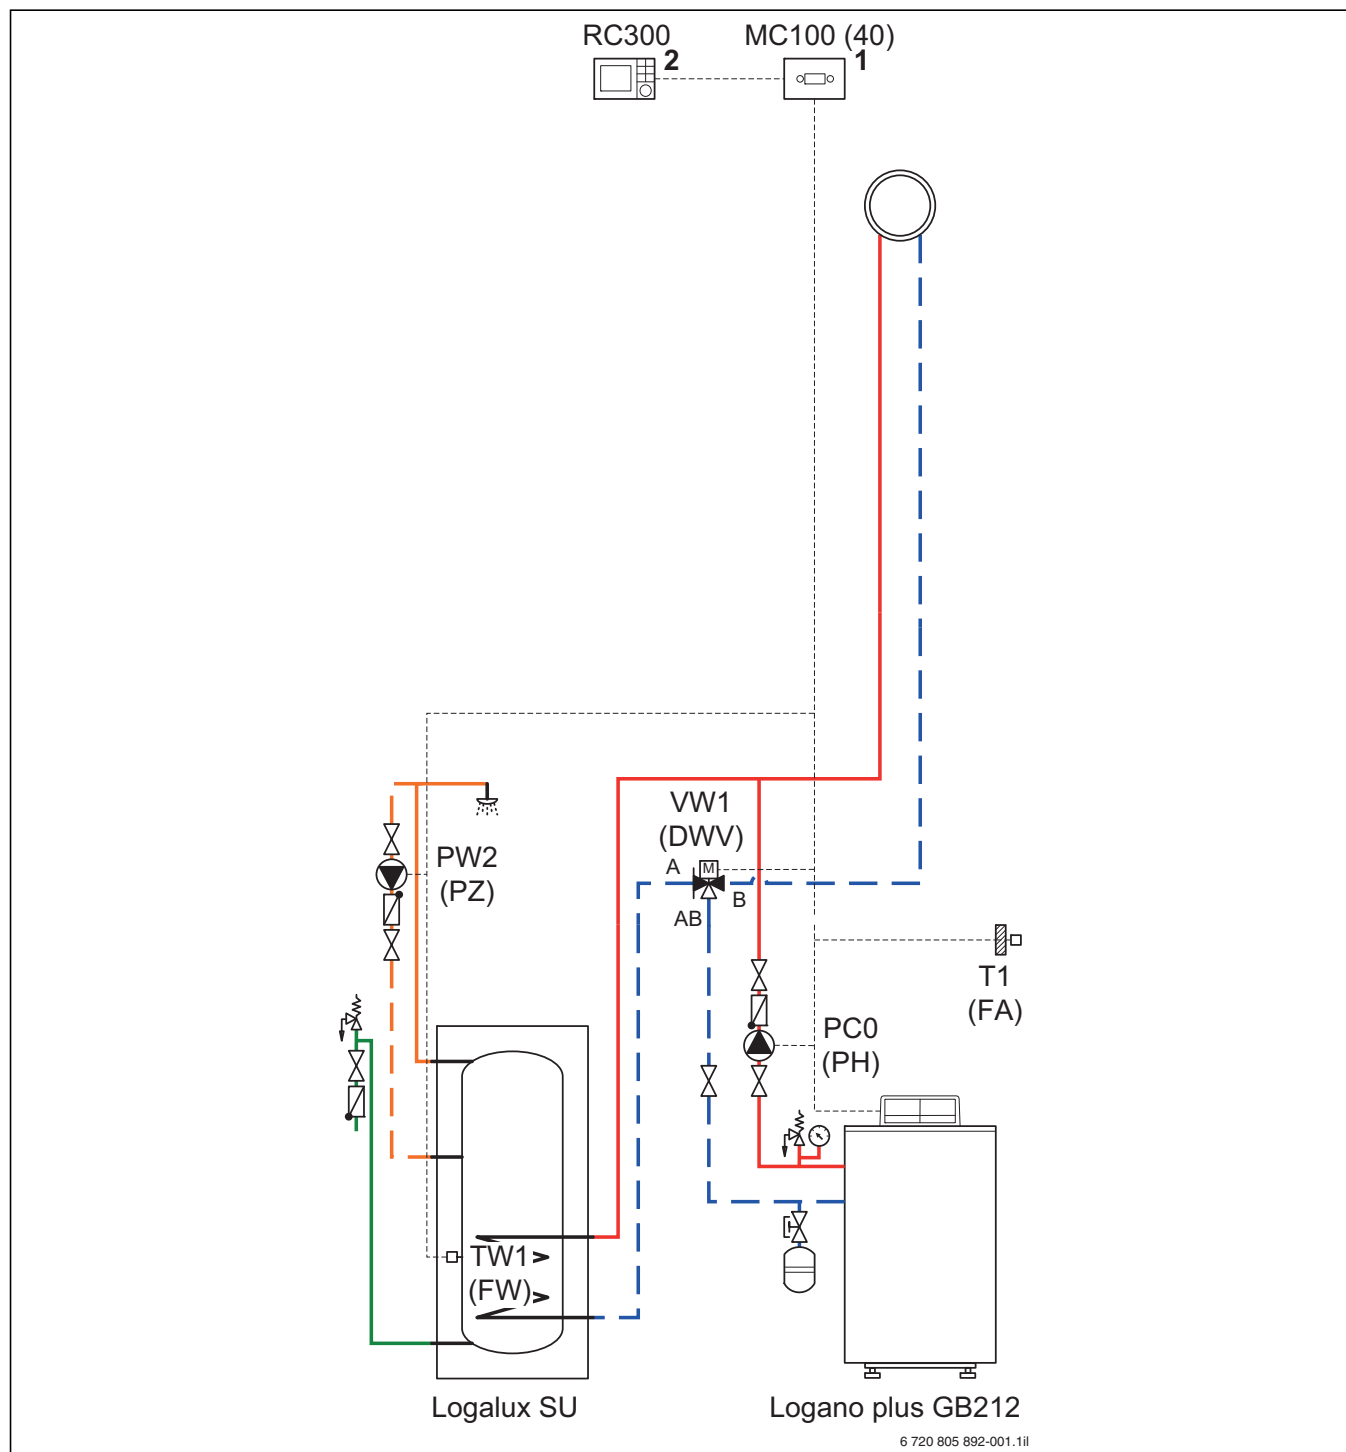 RC300
MC100 (40)
2
1
VW1
(DWV)
A
M
B
AB
PW2
(PZ)
T1
(FA)
PC0
(PH)
TW1
(FW)
Logalux SU
Logano plus GB212
6 720 805 892-001.1il